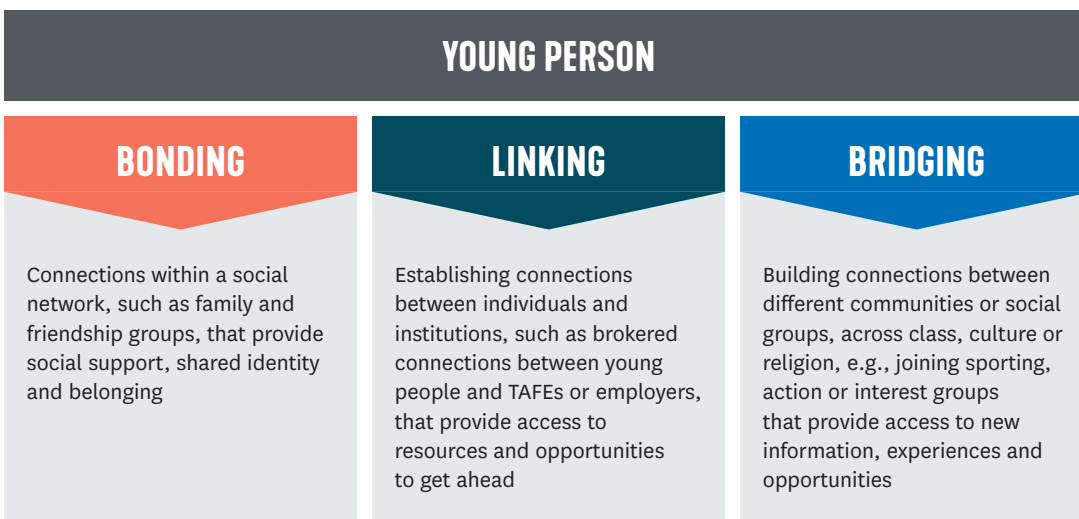 YOUNG PERSON
BONDING
Connections within a social
network, such as family and
friendship groups, that provide
social support, shared identity
and belonging
LINKING
Establishing connections
between individuals and
institutions, such as brokered
connections between young
people and TAFEs or employers,
that provide access to
resources and opportunities
to get ahead
BRIDGING
Building connections between
different communities or social
groups, across class, culture or
religion, e.g., joining sporting,
action or interest groups
that provide access to new
information, experiences and
opportunities